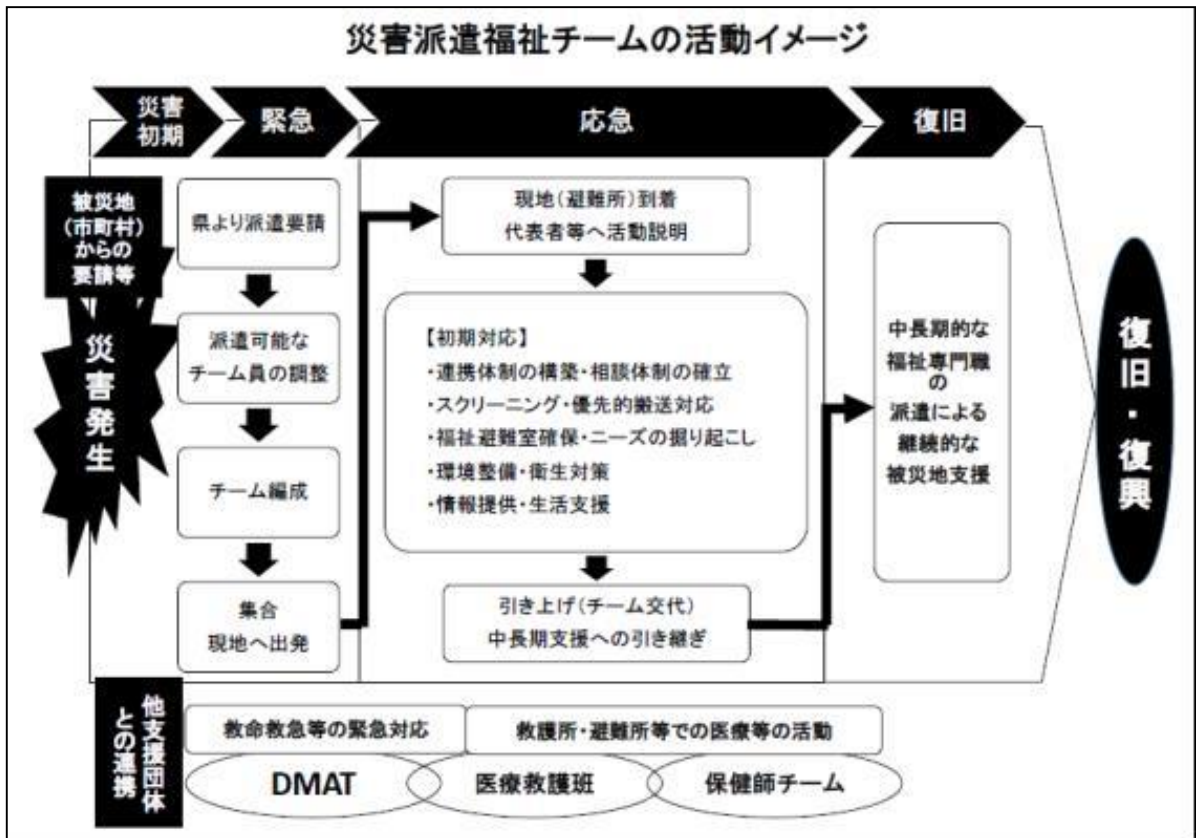 災害派遣福祉チームの活動イメージ
災害
初期
緊急
応急
復旧
被災地
(市町村)
からの
要請等
災害発生
県より派遣要請
派遣可能な
チーム員の調整
チーム編成
集合
現地へ出発
現地(避難所)到着
代表者等へ活動説明
【初期対応】
・連携体制の構築・相談体制の確立
・スクリーニング・優先的搬送対応
・福祉避難室確保・ニーズの掘り起こし
・環境整備・衛生対策
・情報提供・生活支援
引き上げ(チーム交代)
中長期支援への引き継ぎ
中長期的な
福祉専門職
の
派遣による
継続的な
被災地支援
復旧・復興
他支援団体
との連携
救命救急等の緊急対応
救護所・避難所等での医療等の活動
DMAT
医療救護班
保健師チーム